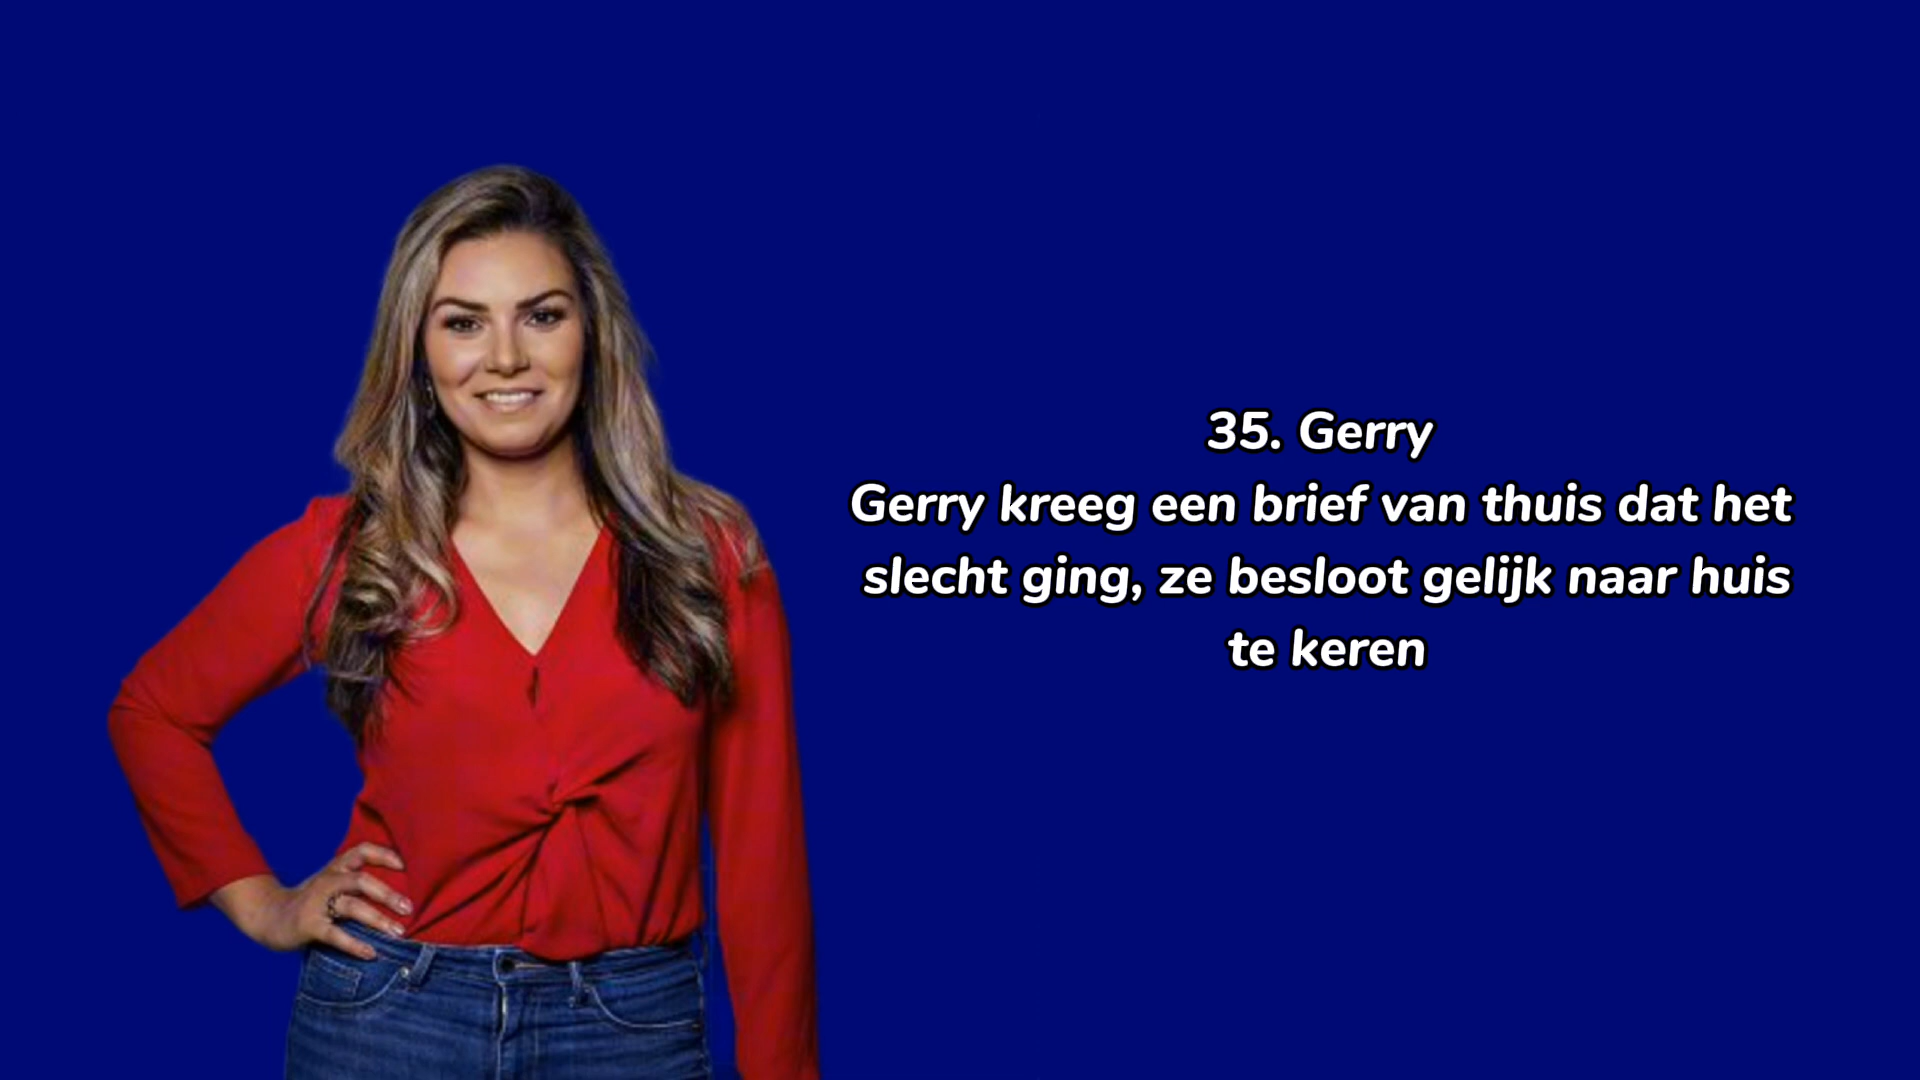 35. Gerry
Gerry kreeg een brief van thuis dat het
slecht ging, ze besloot gelijk naar huis
te keren